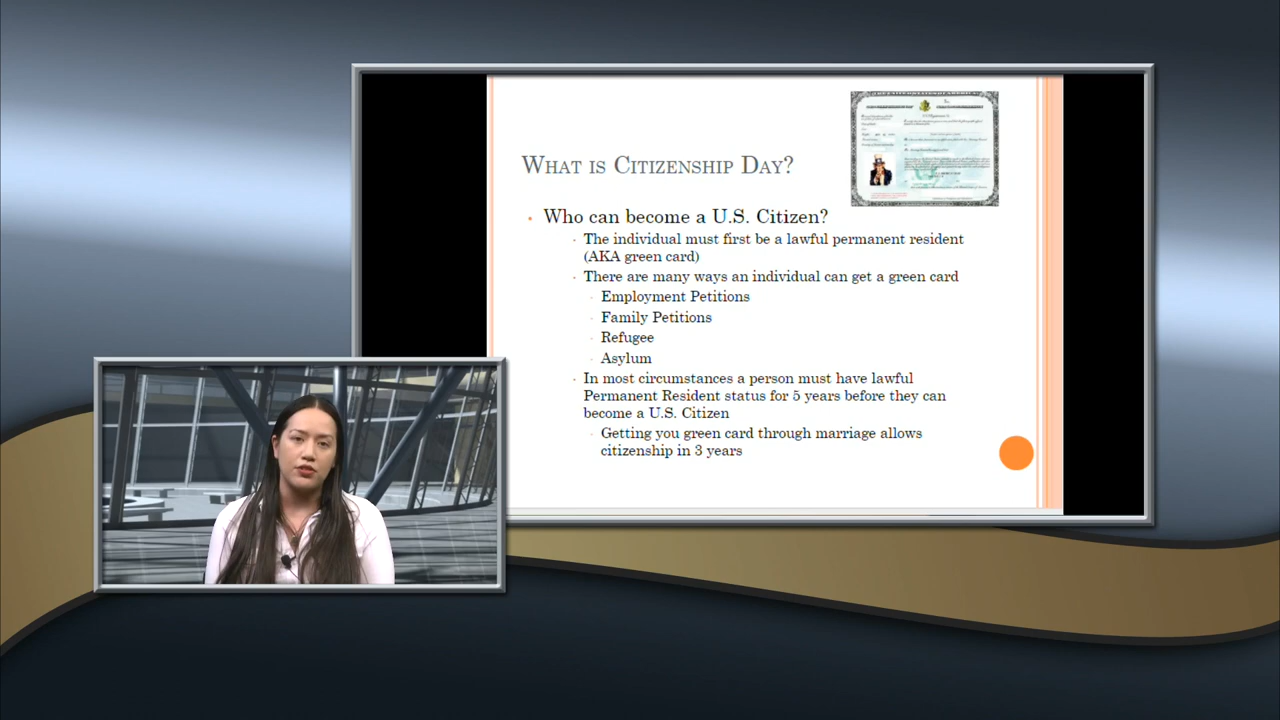 WHAT IS CITIZENSHIP DAY?
Who can become a U.S. Citizen?
The individual must first be a lawful permanent resident
(AKA green card)
There are many ways an individual can get a green card
Employment Petitions
Family Petitions
Refugee
Asylum
In most circumstances a person must have lawful
Permanent Resident status for 5 years before they can
become a U.S. Citizen
Getting you green card through marriage allows
citizenship in 3 years